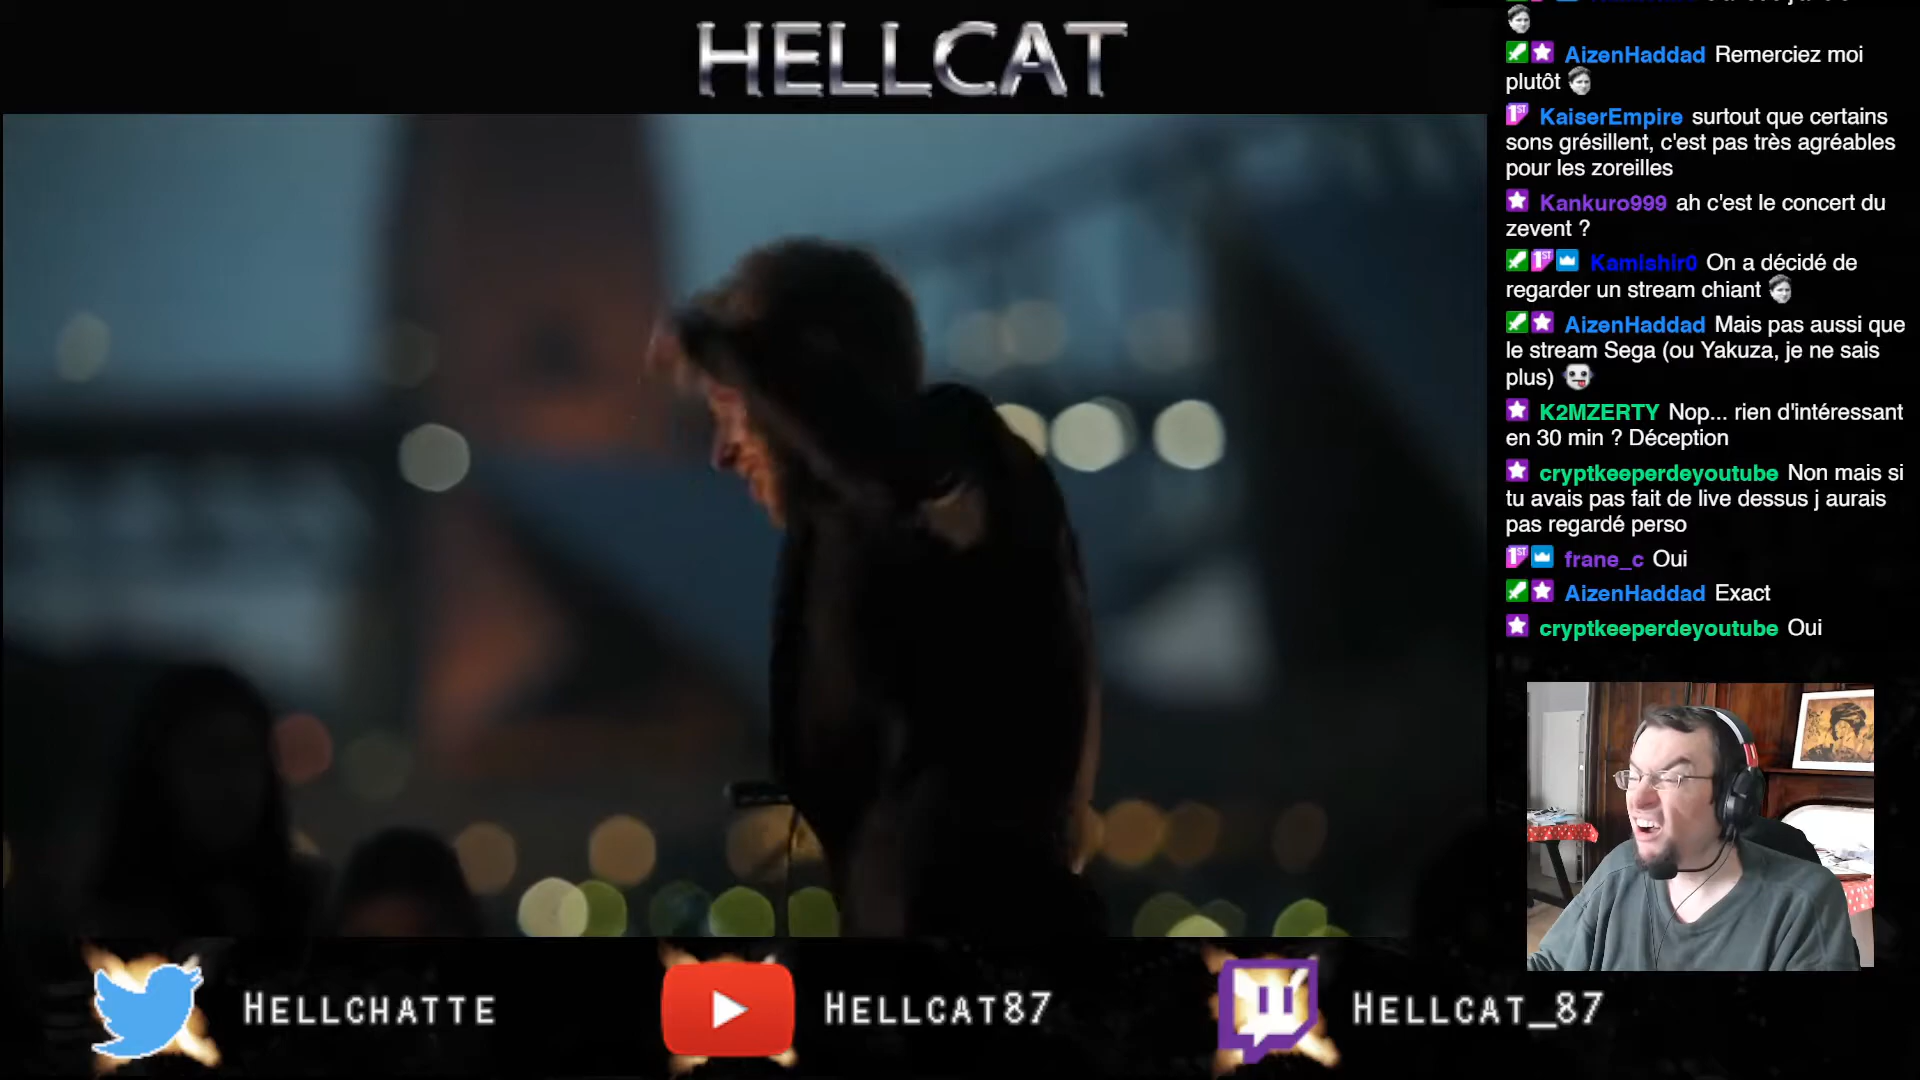 HELLCAT
AizenHaddad Remerciez moi
plutôt
KaiserEmpire surtout que certains
sons grésillent, c'est pas très agréables
pour les zoreilles
Kankuro999 ah c'est le concert du
zevent ?
Kamishir0 On a décidé de
regarder un stream chiant
AizenHaddad Mais pas aussi que
le stream Sega (ou Yakuza, je ne sais
plus)
K2MZERTY Nop... rien d'intéressant
en 30 min ? Déception
cryptkeeperdeyoutube Non mais si
tu avais pas fait de live dessus j aurais
pas regardé perso
frane_c Oui
AizenHaddad Exact
cryptkeeperdeyoutube Oui
HELLCHATTE
HELLCAT87
HELLCAT_87